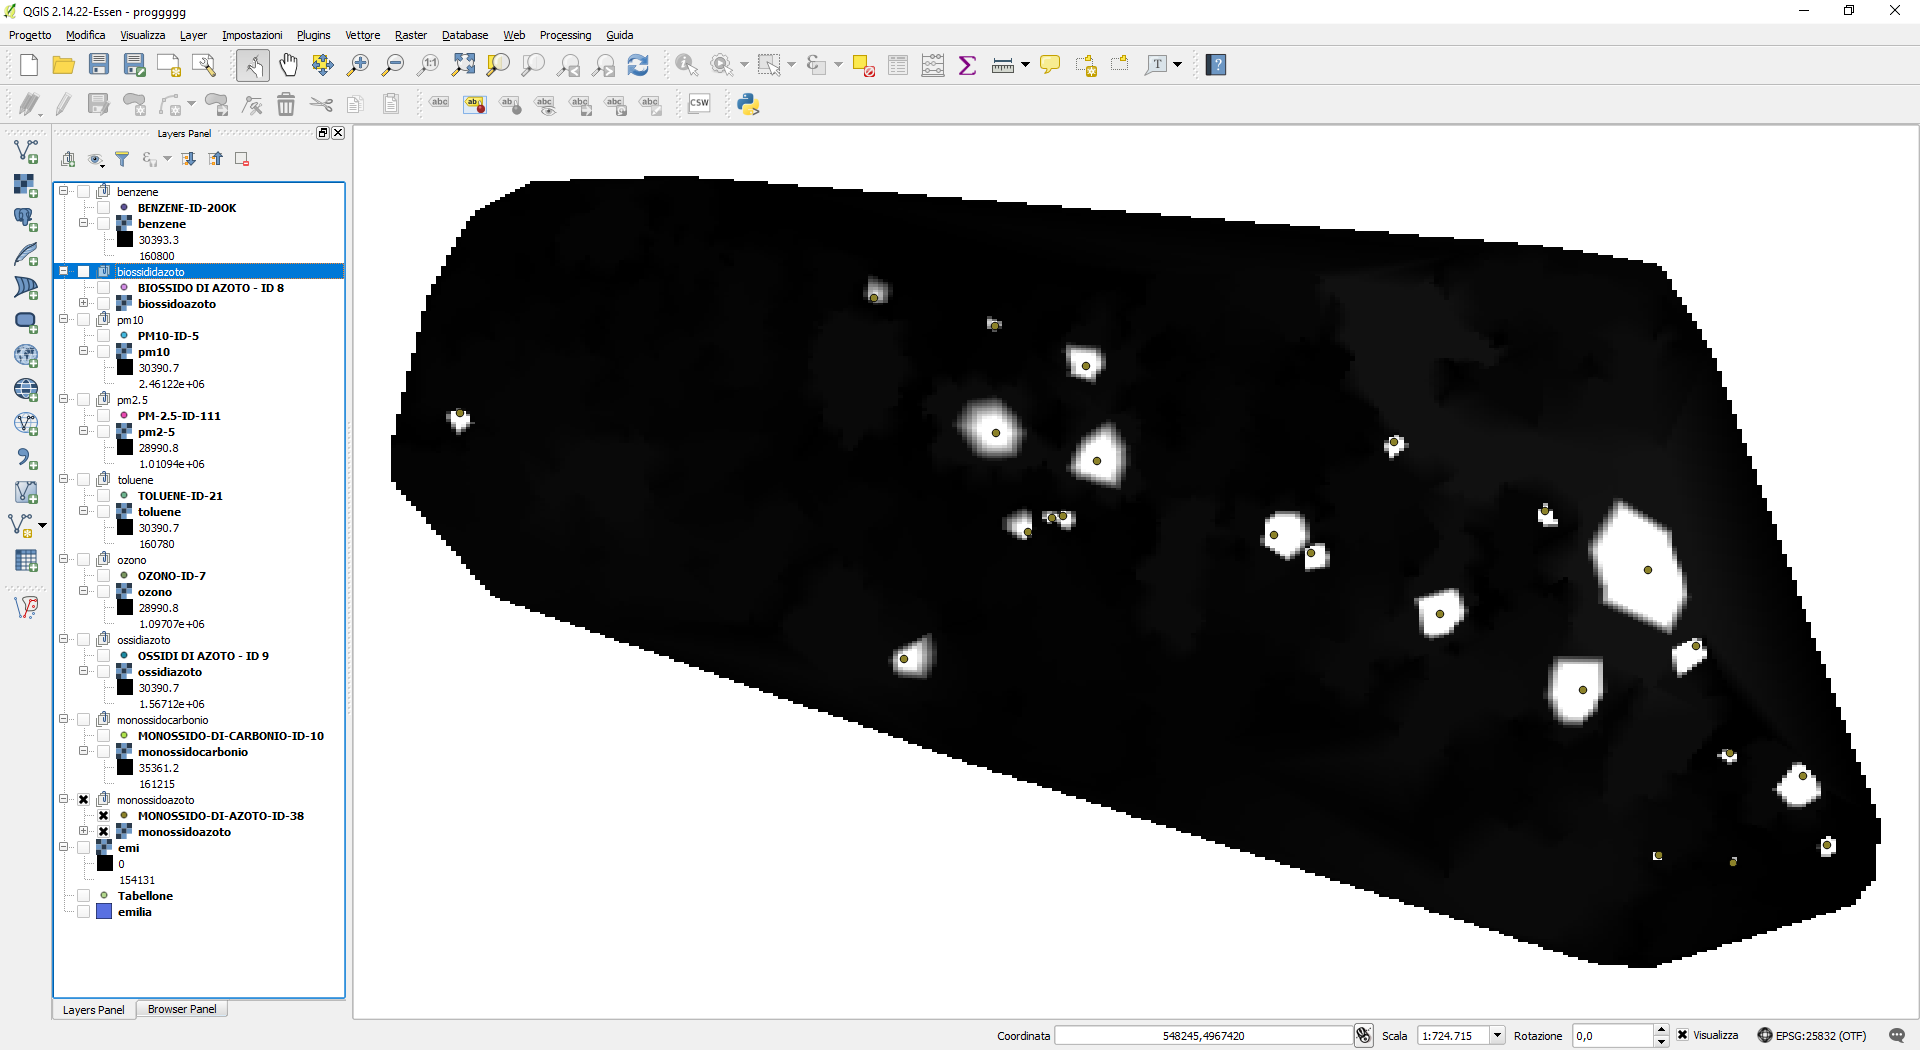 QGIS 2.14.22-Essen - proggggg
Progetto Modifica Visualizza Layer Impostazioni Plugins Vettore Raster Database Web Processing Guida
Layers Panel
benzene
BENZENE-ID-20OK
benzene
30393.3
160800
biossididazoto
BIOSSIDO DI AZOTO - ID 8
biossidoazoto
pm10
PM10-ID-5
pm10
30390.7
2.46122e+06
pm2.5
PM-2.5-ID-111
pm2-5
28990.8
1.01094e+06
toluene
TOLUENE-ID-21
toluene
30390.7
160780
ozono
OZONO-ID-7
ozono
28990.8
1.09707e+06
ossidiazoto
OSSIDI DI AZOTO - ID 9
ossidiazoto
30390.7
1.56712e+06
monossidocarbonio
MONOSSIDO-DI-CARBONIO-ID-10
monossidocarbonio
35361.2
161215
monossidoazoto
MONOSSIDO-DI-AZOTO-ID-38
monossidoazoto
emi
0
154131
Tabellone
emilia
Layers Panel Browser Panel
Coordinata 548245,4967420 Scala 1:724.715 Rotazione 0,0 Visualizza EPSG:25832 (OTF)